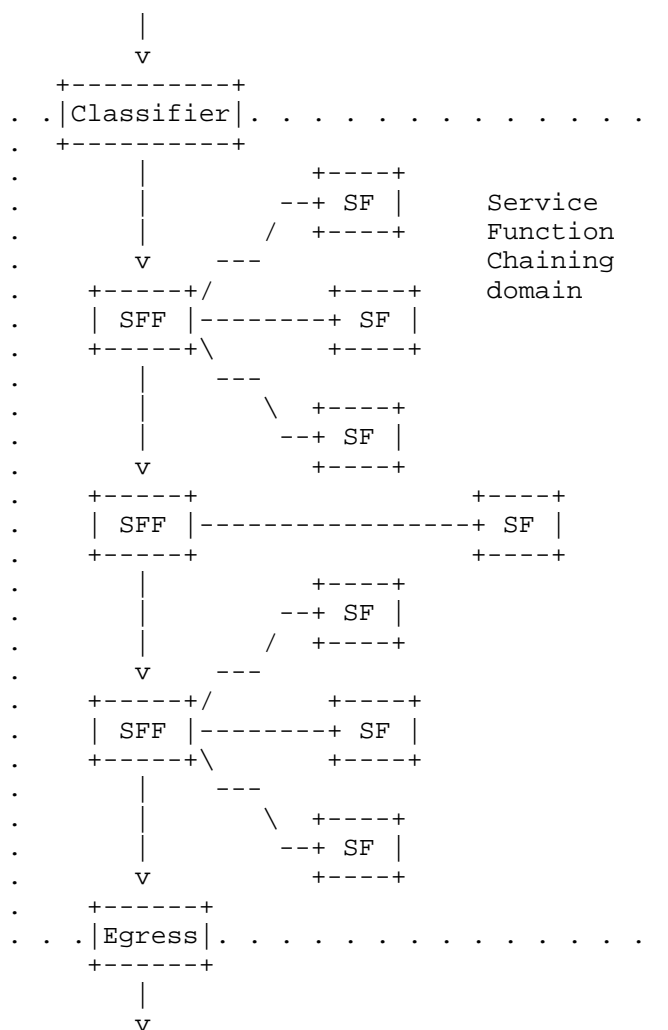 Classifier
SF
Service
Function
Chaining
domain
SFF
SF
SF
SFF
SF
SF
SFF
SF
SF
Egress